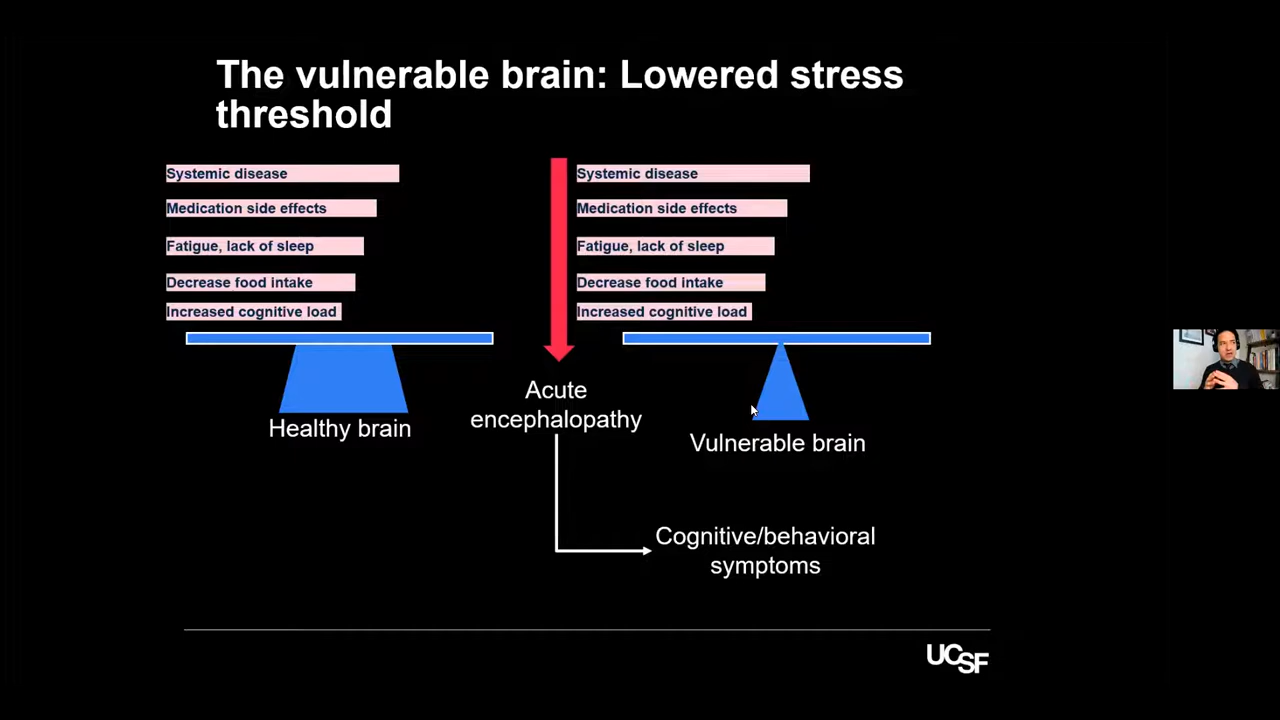 The vulnerable brain: Lowered stress
threshold
Systemic disease
Medication side effects
Fatigue, lack of sleep
Decrease food intake
Increased cognitive load
Healthy brain
Acute
encephalopathy
Systemic disease
Medication side effects
Fatigue, lack of sleep
Decrease food intake
Increased cognitive load
Vulnerable brain
Cognitive/behavioral
symptoms
UCSF